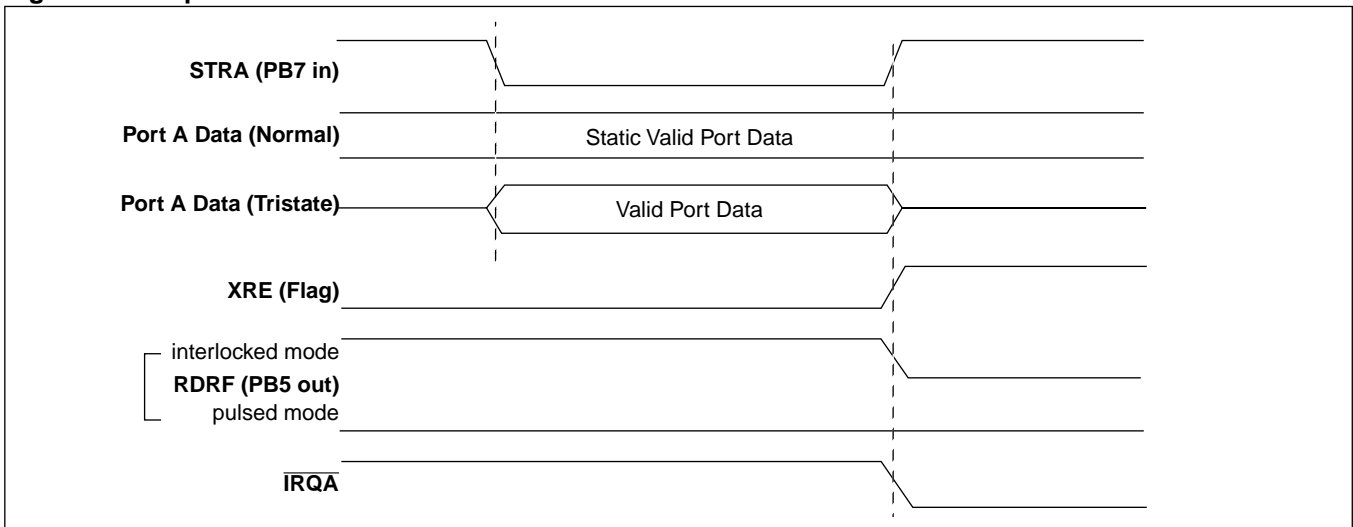 STRA (PB7 in)
Port A Data (Normal)
Static Valid Port Data
Port A Data (Tristate)
Valid Port Data
XRE (Flag)
interlocked mode
RDRF (PB5 out)
pulsed mode
IRQA